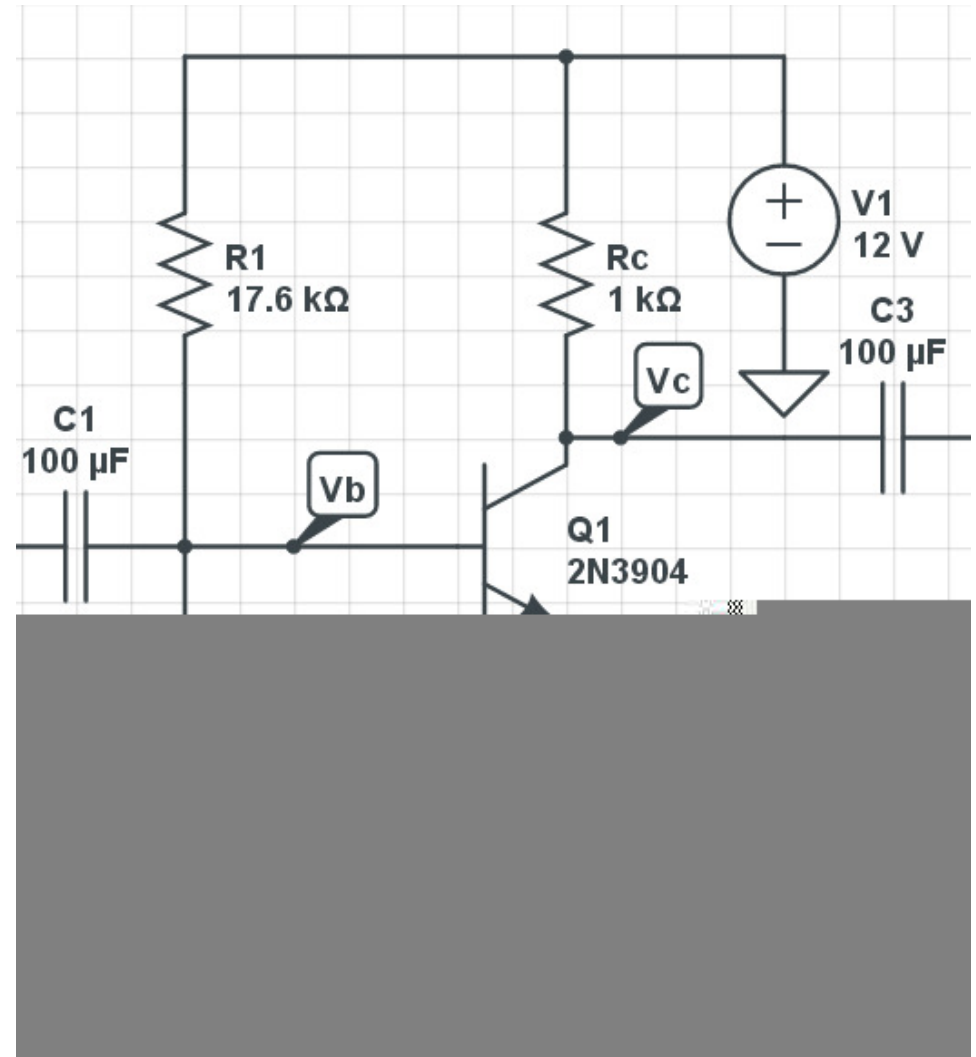 R1
17.6 kΩ
Rc
1 kΩ
+
−
V1
12 V
C3
100 µF
Vc
C1
100 µF
Vb
Q1
2N3904